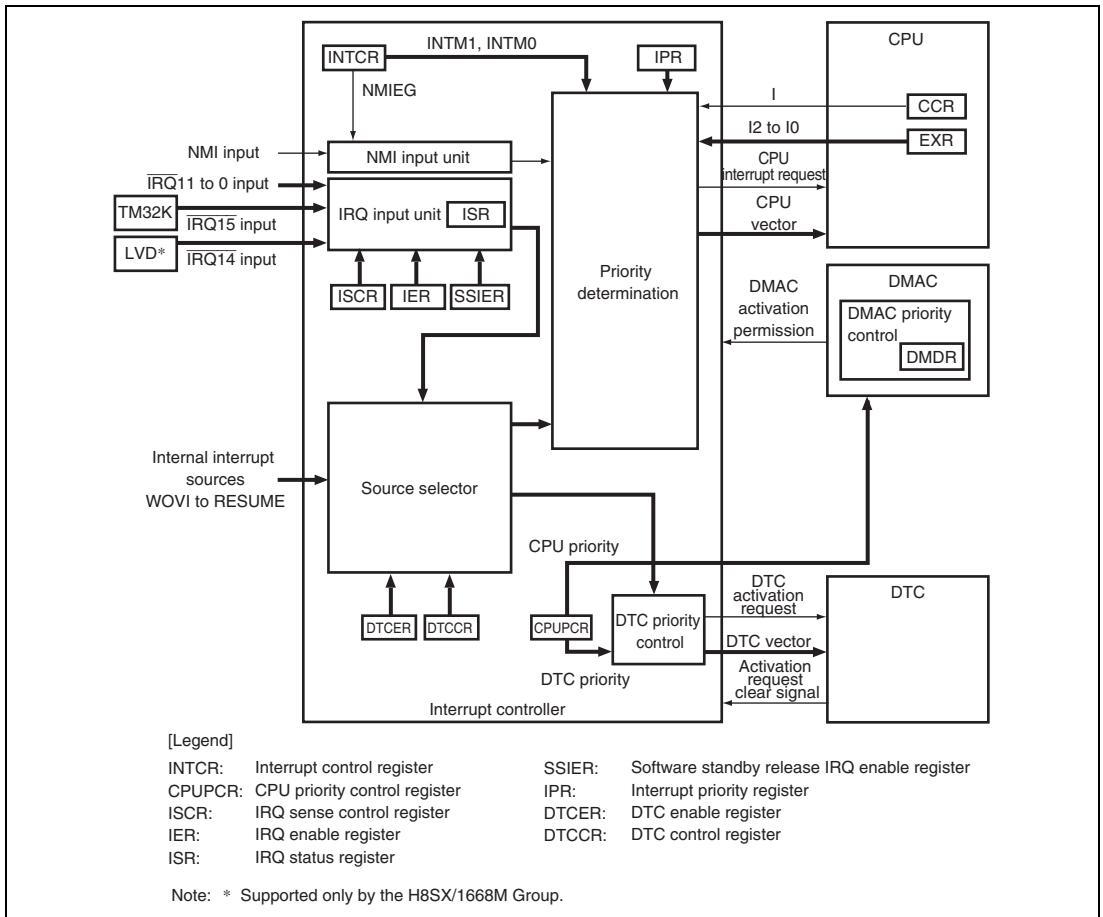 INTCR
INTM1, INTM0
IPR
NMIEG
CPU
CCR
I
EXR
I2 to I0
NMI input
NMI input unit
CPU
interrupt request
IRQ11 to 0 input
TM32K
IRQ15 input
IRQ input unit
ISR
CPU
vector
LVD*
IRQ14 input
ISCR
IER
SSIER
Priority
determination
DMAC
activation
permission
DMAC
DMAC priority
control
DMDR
Internal interrupt
sources
WOVI to RESUME
Source selector
CPU priority
DTCER
DTCCR
CPUPCR
DTC priority
control
DTC
activation
request
DTC vector
Activation
request
clear signal
DTC
DTC priority
Interrupt controller
[Legend]
INTCR: Interrupt control register
CPUPCR: CPU priority control register
ISCR: IRQ sense control register
IER: IRQ enable register
ISR: IRQ status register
SSIER: Software standby release IRQ enable register
IPR: Interrupt priority register
DTCER: DTC enable register
DTCCR: DTC control register
Note: * Supported only by the H8SX/1668M Group.